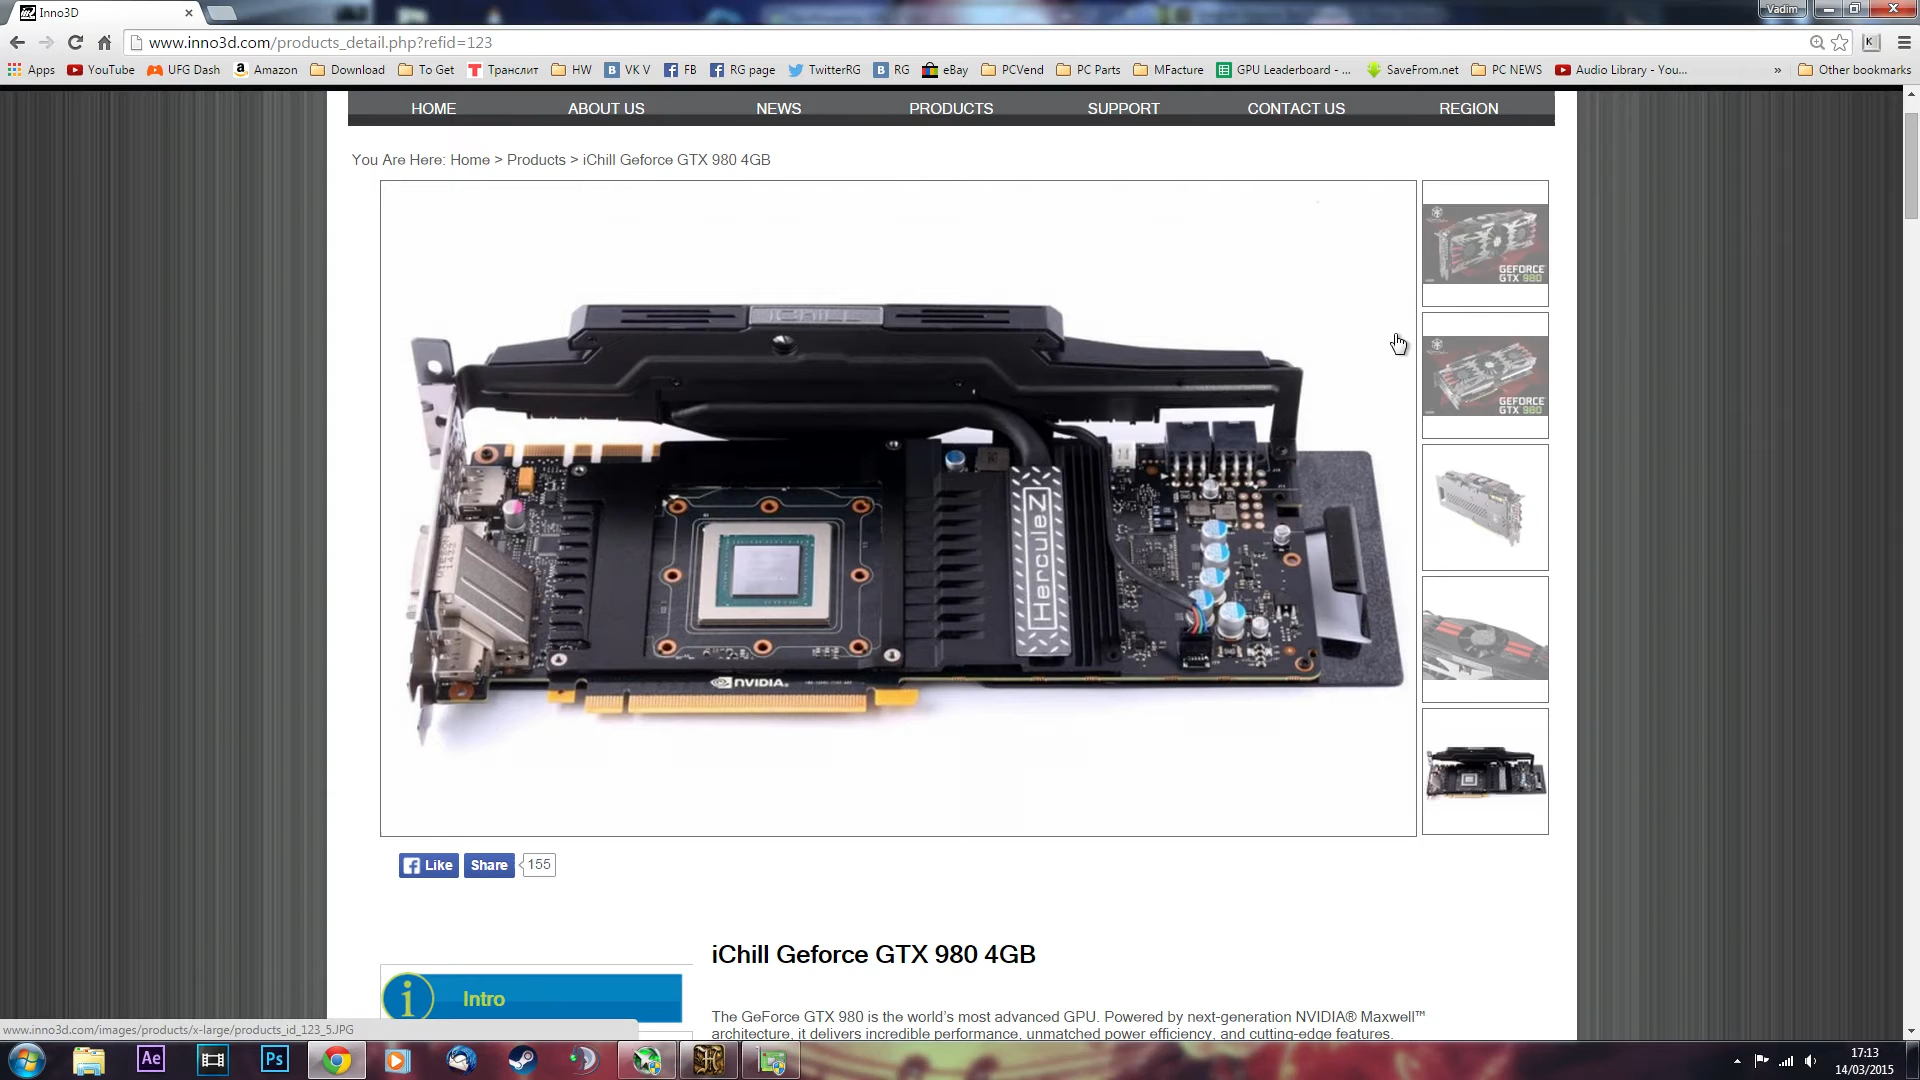 Inno3D
Vadim
www.inno3d.com/products_detail.php?refid=123
Apps YouTube UFG Dash Amazon Download To Get Транслит HW VK V FB RG page TwitterRG RG eBay PCVend PC Parts MFacture GPU Leaderboard - ... SaveFrom.net PC NEWS Audio Library - You... » Other bookmarks
HOME ABOUT US NEWS PRODUCTS SUPPORT CONTACT US REGION
You Are Here: Home > Products > iChill Geforce GTX 980 4GB
iCHILL
HerculeZ
NVIDIA
GEFORCE
GTX 980
GEFORCE
GTX 980
Like Share 155
iChill Geforce GTX 980 4GB
Intro
The GeForce GTX 980 is the world's most advanced GPU. Powered by next-generation NVIDIA® Maxwell™
architecture, it delivers incredible performance, unmatched power efficiency, and cutting-edge features.
www.inno3d.com/images/products/x-large/products_id_123_5.JPG
Ae Ps
17:13
14/03/2015